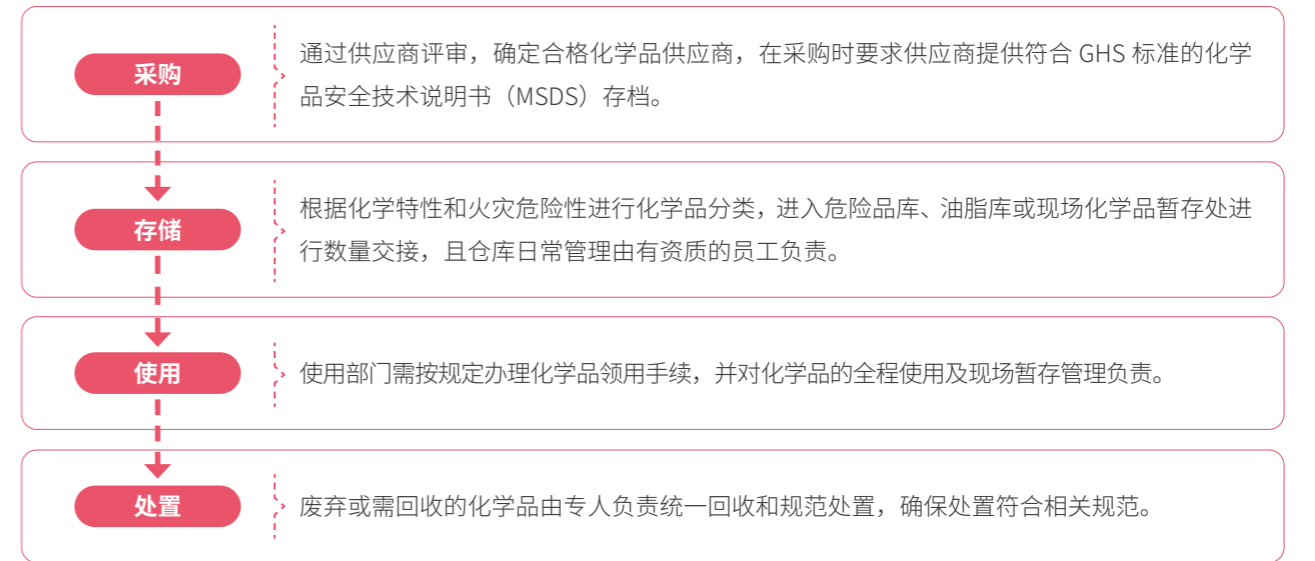 采购
通过供应商评审，确定合格化学品供应商，在采购时要求供应商提供符合 GHS 标准的化学
品安全技术说明书（MSDS）存档。
存储
根据化学特性和火灾危险性进行化学品分类，进入危险品库、油脂库或现场化学品暂存处进
行数量交接，且仓库日常管理由有资质的员工负责。
使用
使用部门需按规定办理化学品领用手续，并对化学品的全程使用及现场暂存管理负责。
处置
废弃或需回收的化学品由专人负责统一回收和规范处置，确保处置符合相关规范。